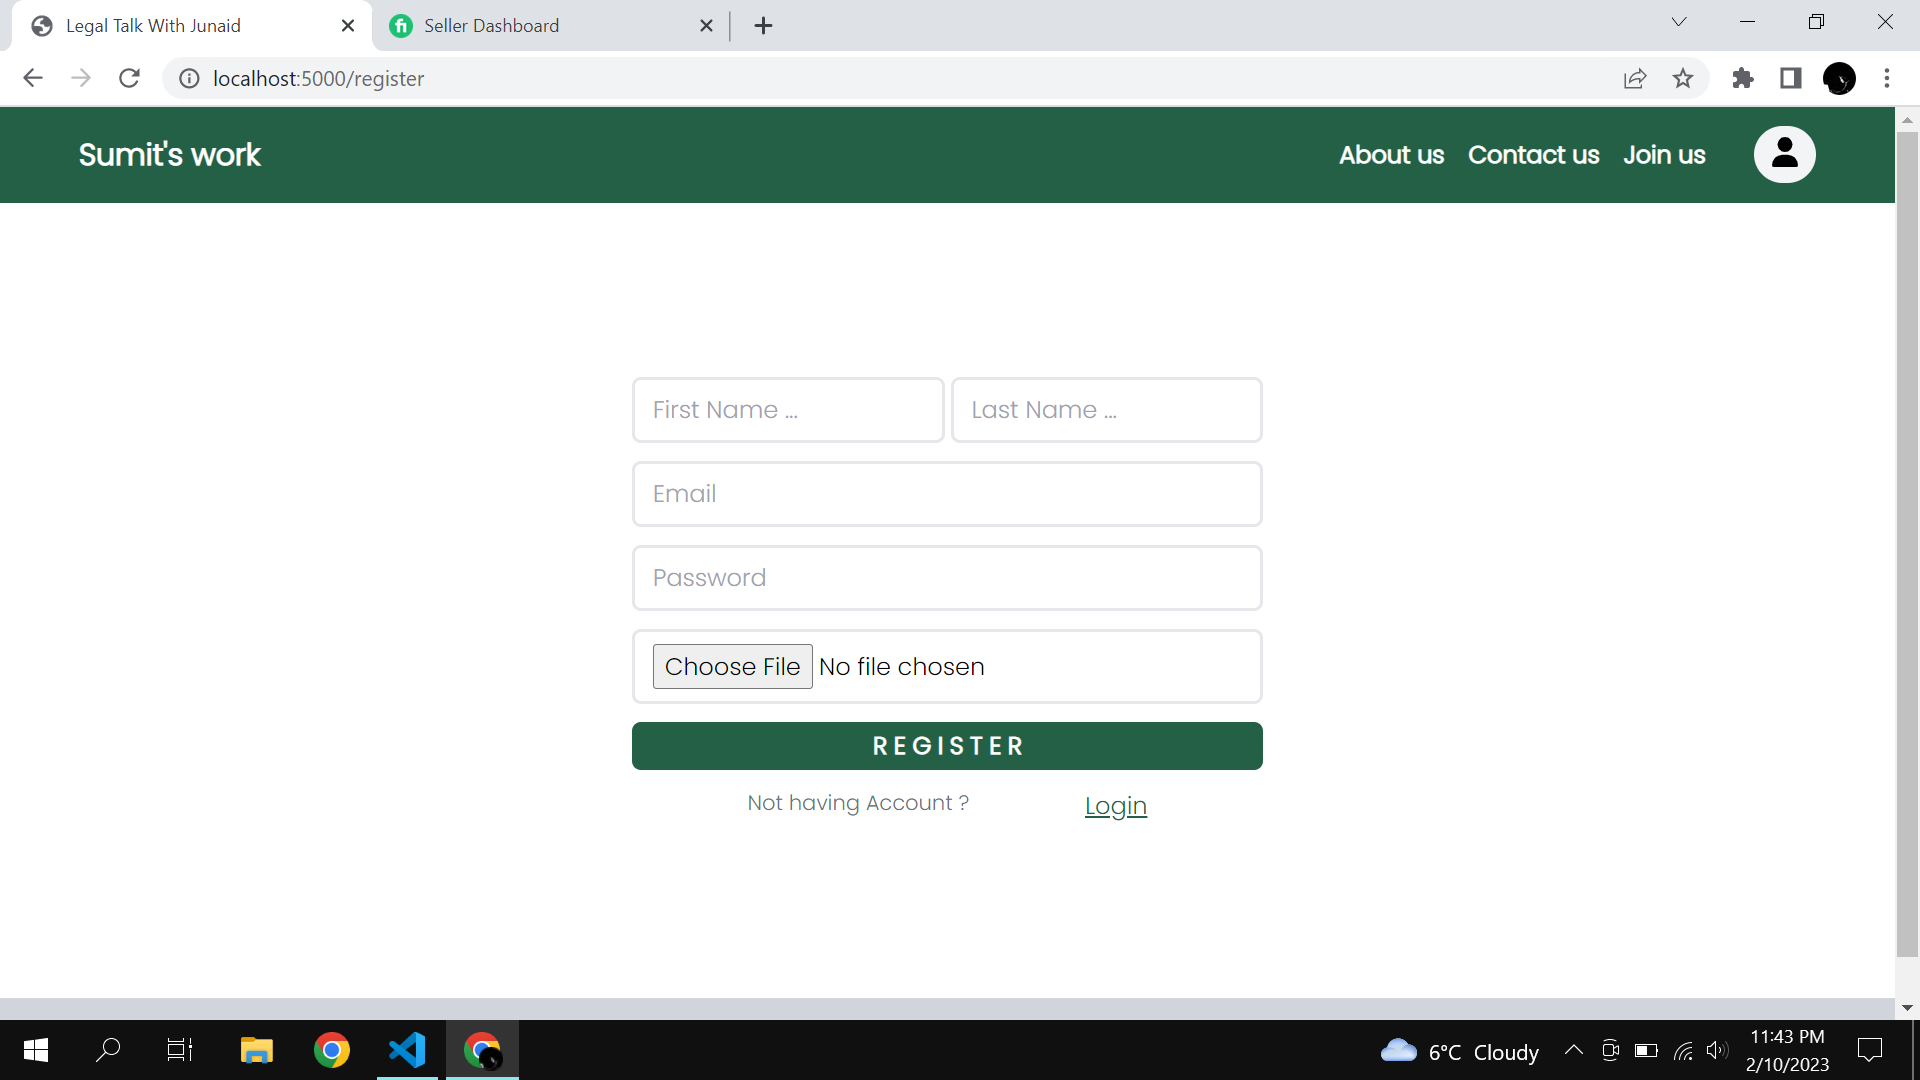 Legal Talk With Junaid
Seller Dashboard
localhost:5000/register
Sumit's work
About us
Contact us
Join us
First Name ...
Last Name ...
Email
Password
Choose File No file chosen
REGISTER
Not having Account ?
Login
6°C Cloudy
11:43 PM
2/10/2023